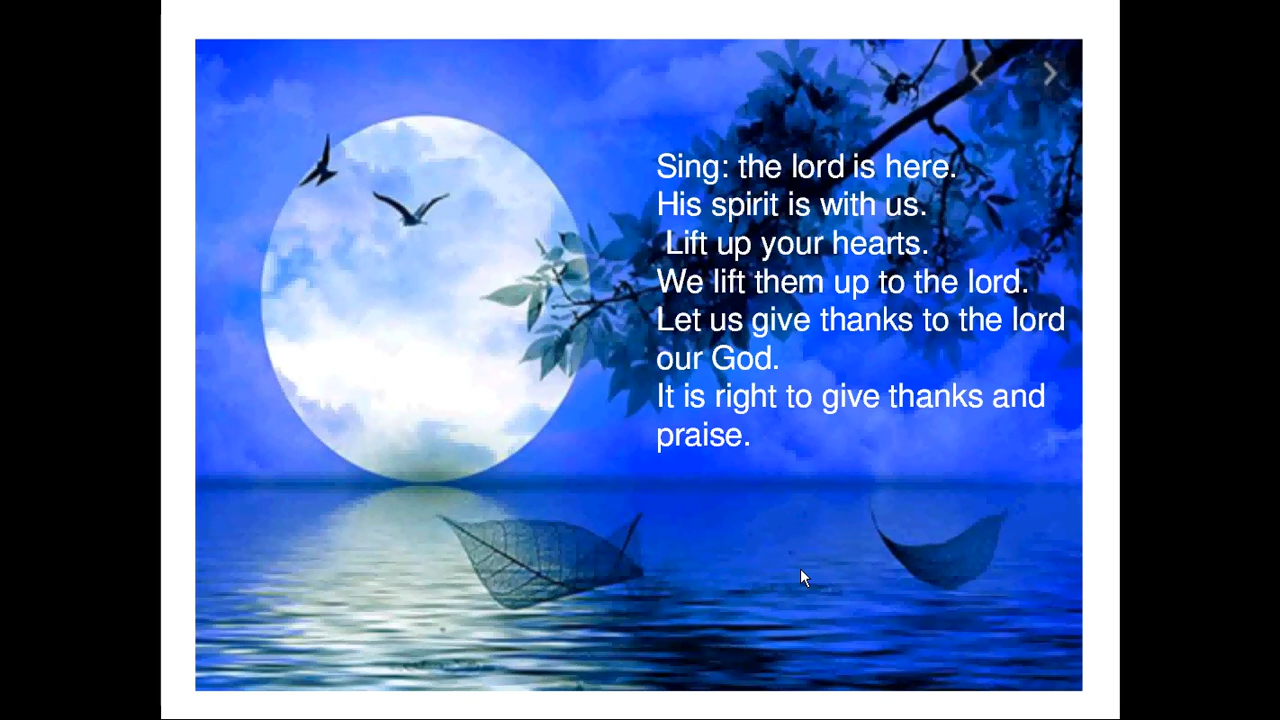 Sing: the lord is here.
His spirit is with us.
Lift up your hearts.
We lift them up to the lord.
Let us give thanks to the lord
our God.
It is right to give thanks and
praise.